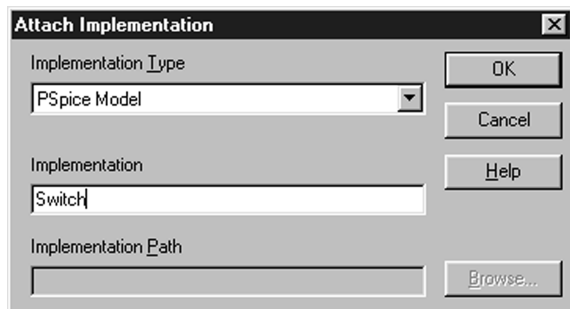 Attach Implementation
Implementation Type
OK
PSpice Model
Cancel
Implementation
Help
Switch
Implementation Path
Browse...